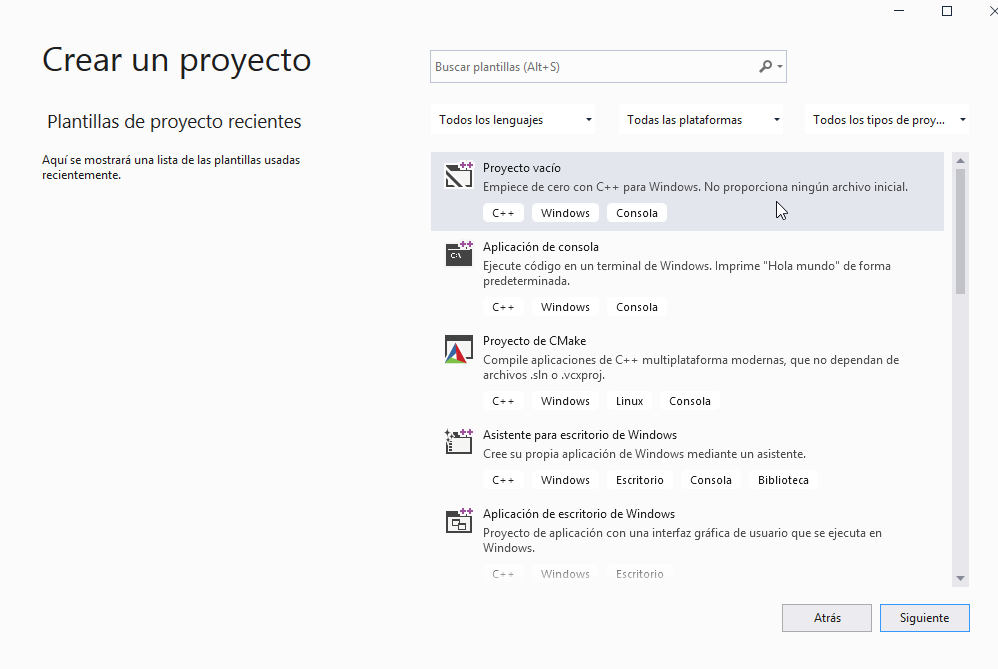 Crear un proyecto
Plantillas de proyecto recientes
Aquí se mostrará una lista de las plantillas usadas
recientemente.
Buscar plantillas (Alt+S)
Todos los lenguajes
Todas las plataformas
Todos los tipos de proy...
Proyecto vacío
Empiece de cero con C++ para Windows. No proporciona ningún archivo inicial.
C++ Windows Consola
C:\
Aplicación de consola
Ejecute código en un terminal de Windows. Imprime "Hola mundo" de forma
predeterminada.
C++ Windows Consola
Proyecto de CMake
Compile aplicaciones de C++ multiplataforma modernas, que no dependan de
archivos .sln o .vcxproj.
C++ Windows Linux Consola
Asistente para escritorio de Windows
Cree su propia aplicación de Windows mediante un asistente.
C++ Windows Escritorio Consola Biblioteca
Aplicación de escritorio de Windows
Proyecto de aplicación con una interfaz gráfica de usuario que se ejecuta en
Windows.
C++ Windows Escritorio
Atrás
Siguiente